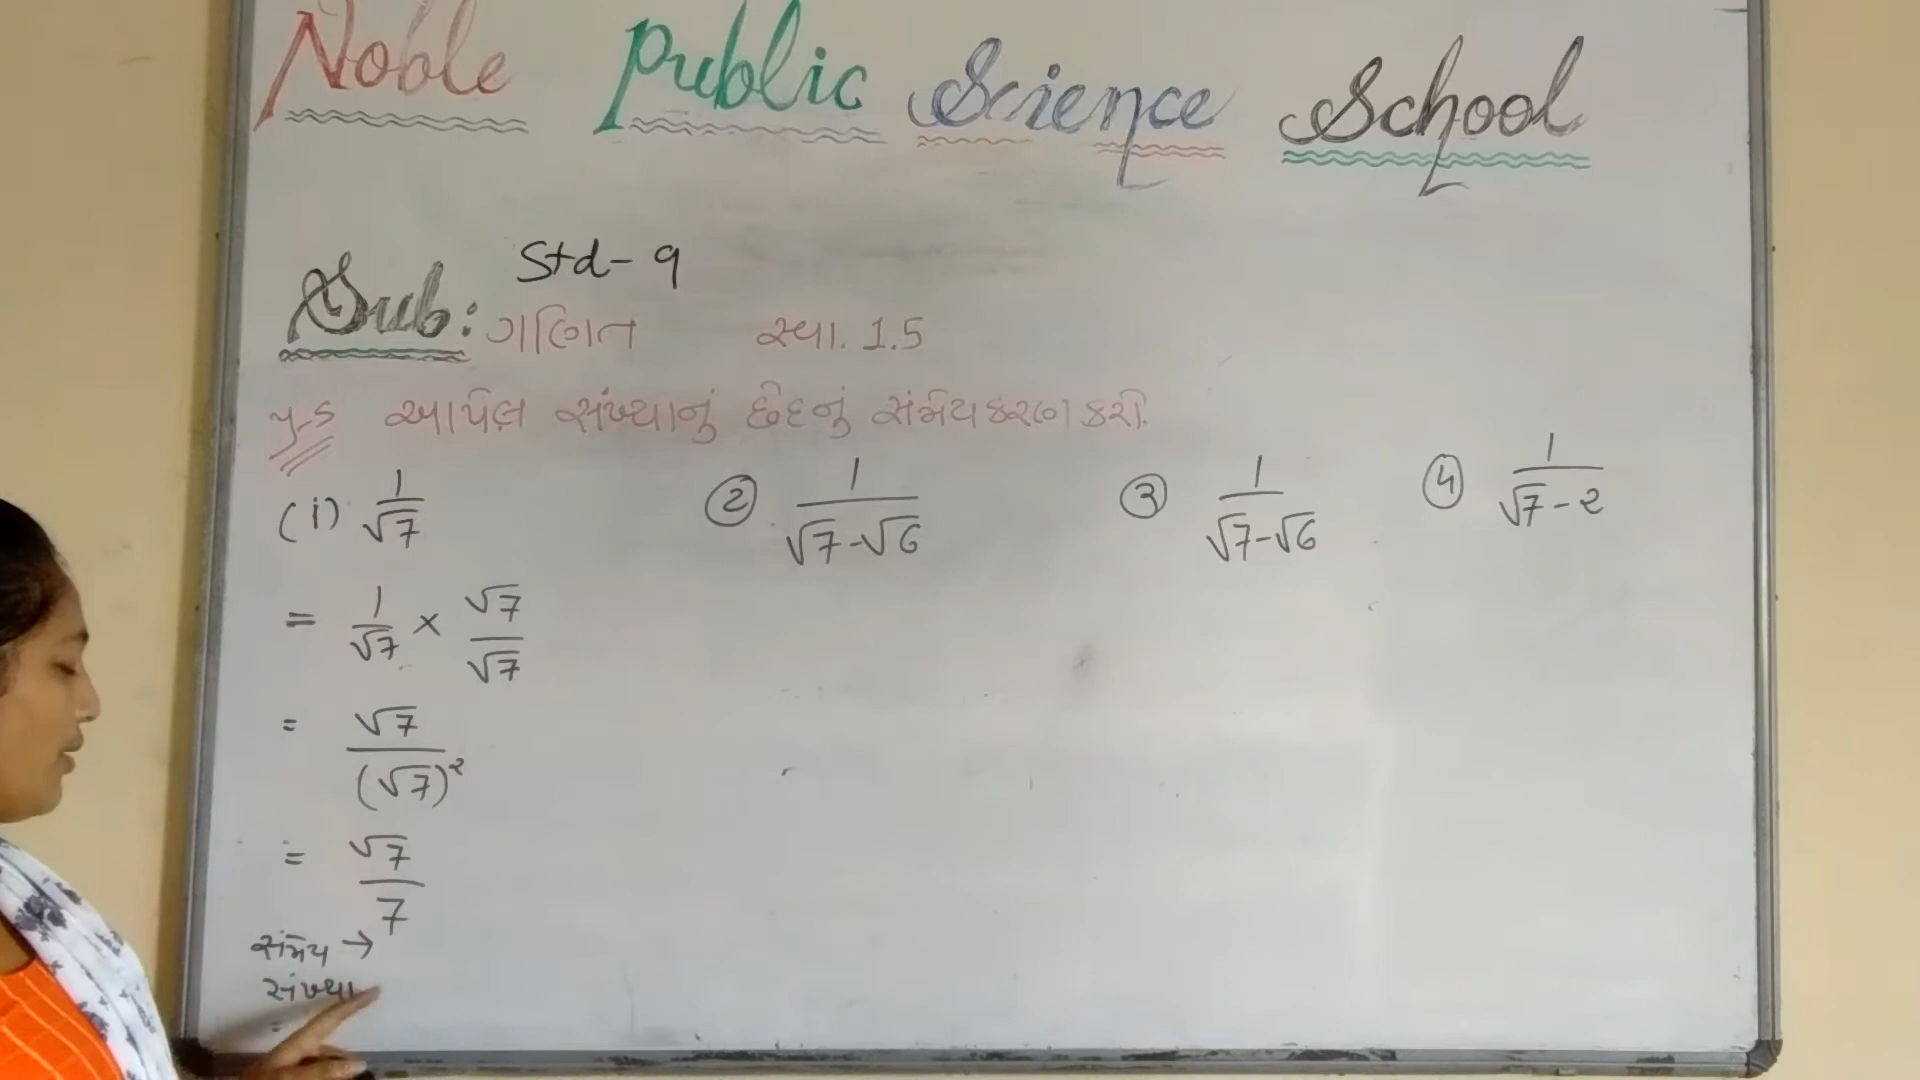 Noble Public Science School
Std-9
Sub: ગણિત સ્વા. 1.5
પ્ર-5 આપેલ સંખ્યાનું છેદનું સંમેયકરણ કરો.
(i) 1/√7 ② 1/(√7-√6) ③ 1/(√7-√6) ④ 1/(√7-2)
= 1/√7 × √7/√7
= √7/(√7)²
= √7/7
સંમેય →
સંખ્યા
=